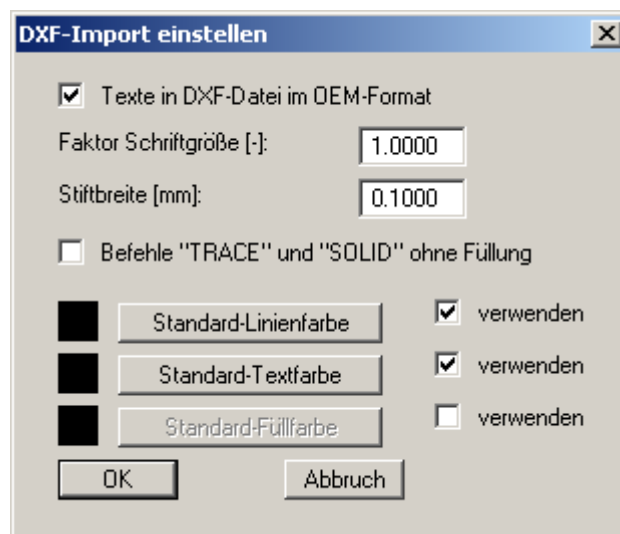 DXF-Import einstellen
Texte in DXF-Datei im OEM-Format
Faktor Schriftgröße [-]: 1.0000
Stiftbreite [mm]: 0.1000
Befehle "TRACE" und "SOLID" ohne Füllung
Standard-Linienfarbe verwenden
Standard-Textfarbe verwenden
Standard-Füllfarbe verwenden
OK Abbruch